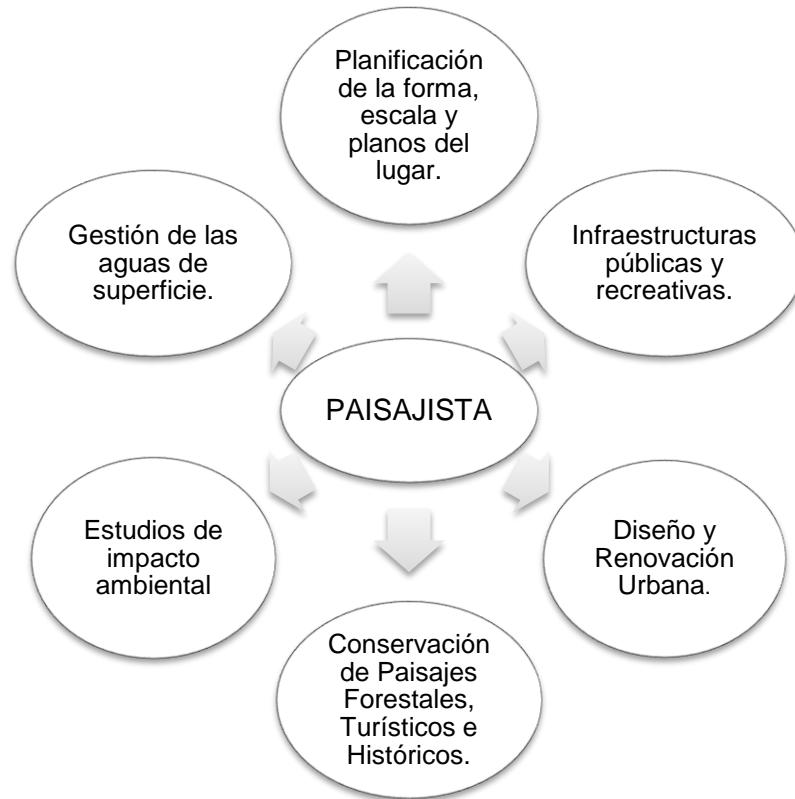 Planificación
de la forma,
escala y
planos del
lugar.
Gestión de las
aguas de
superficie.
Infraestructuras
públicas y
recreativas.
PAISAJISTA
Estudios de
impacto
ambiental
Diseño y
Renovación
Urbana.
Conservación
de Paisajes
Forestales,
Turísticos e
Históricos.